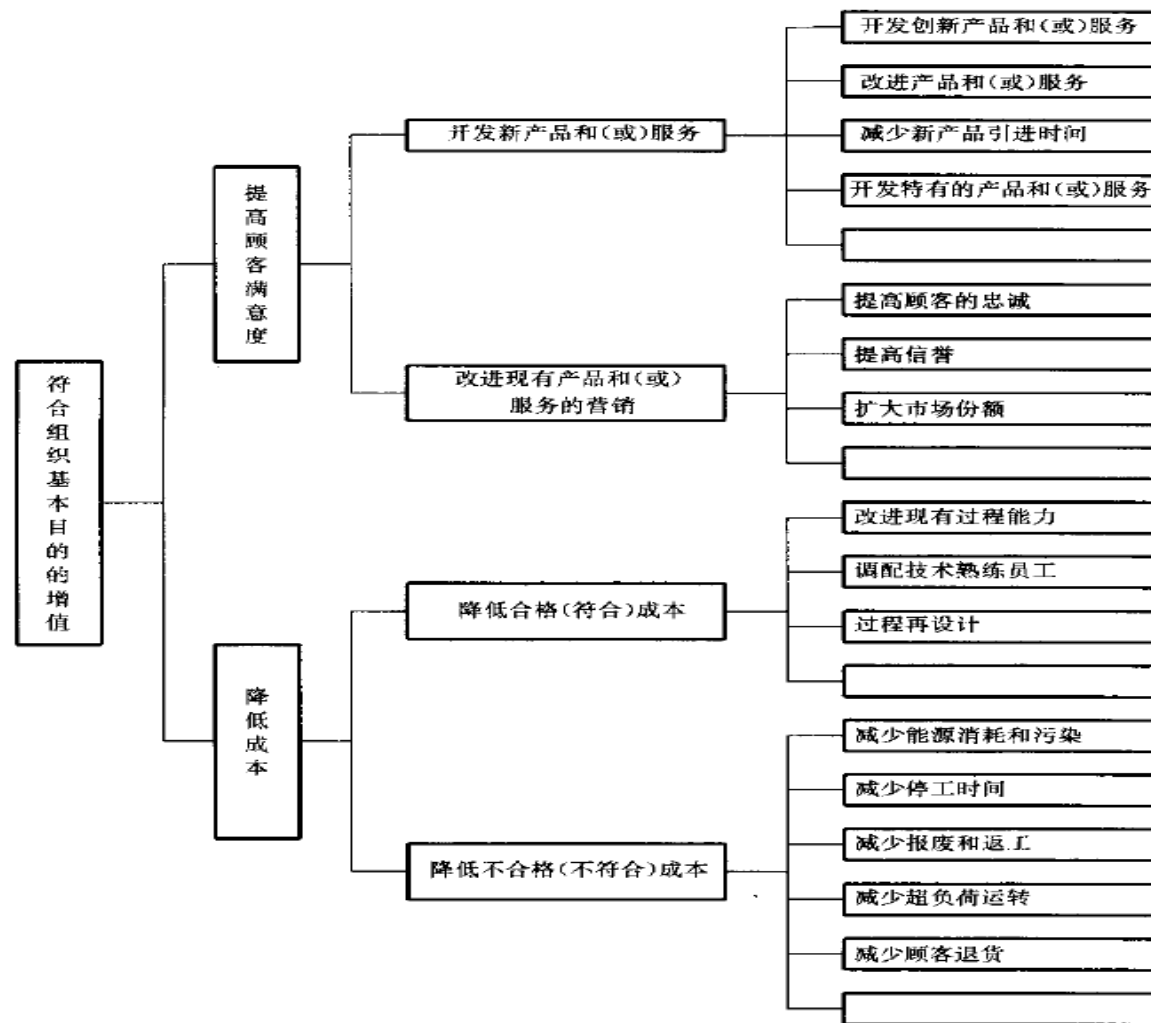 符合组织基本目的的增值
提高顾客满意度
降低成本
开发新产品和(或)服务
改进现有产品和(或)
服务的营销
降低合格(符合)成本
降低不合格(不符合)成本
开发创新产品和(或)服务
改进产品和(或)服务
减少新产品引进时间
开发特有的产品和(或)服务
提高顾客的忠诚
提高信誉
扩大市场份额
改进现有过程能力
调配技术熟练员工
过程再设计
减少能源消耗和污染
减少停工时间
减少报废和返工
减少超负荷运转
减少顾客退货